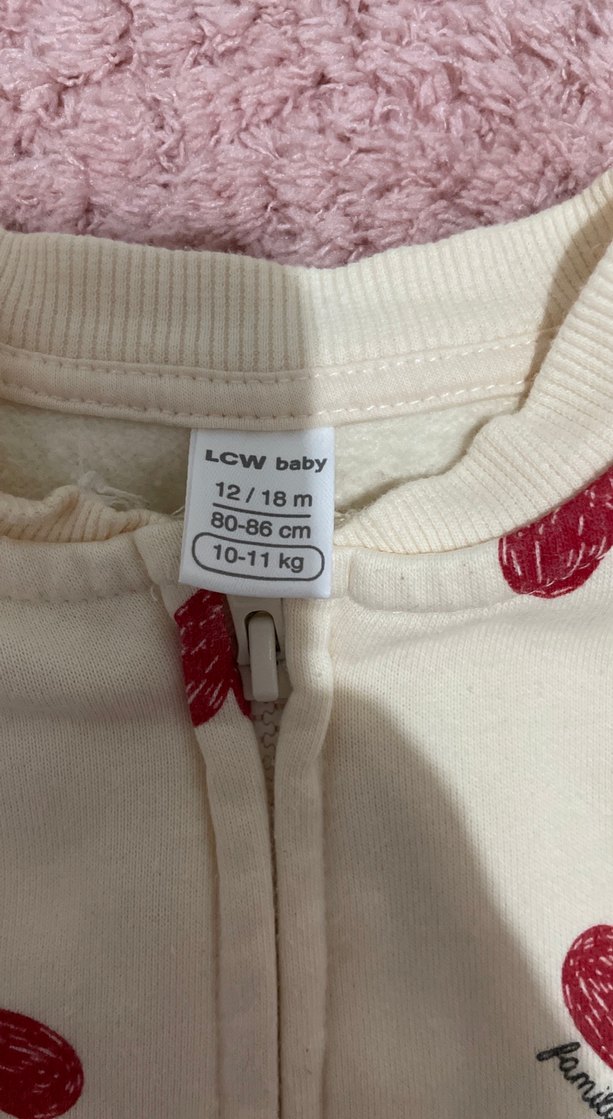 LCW baby
12 / 18 m
80-86 cm
10-11 kg